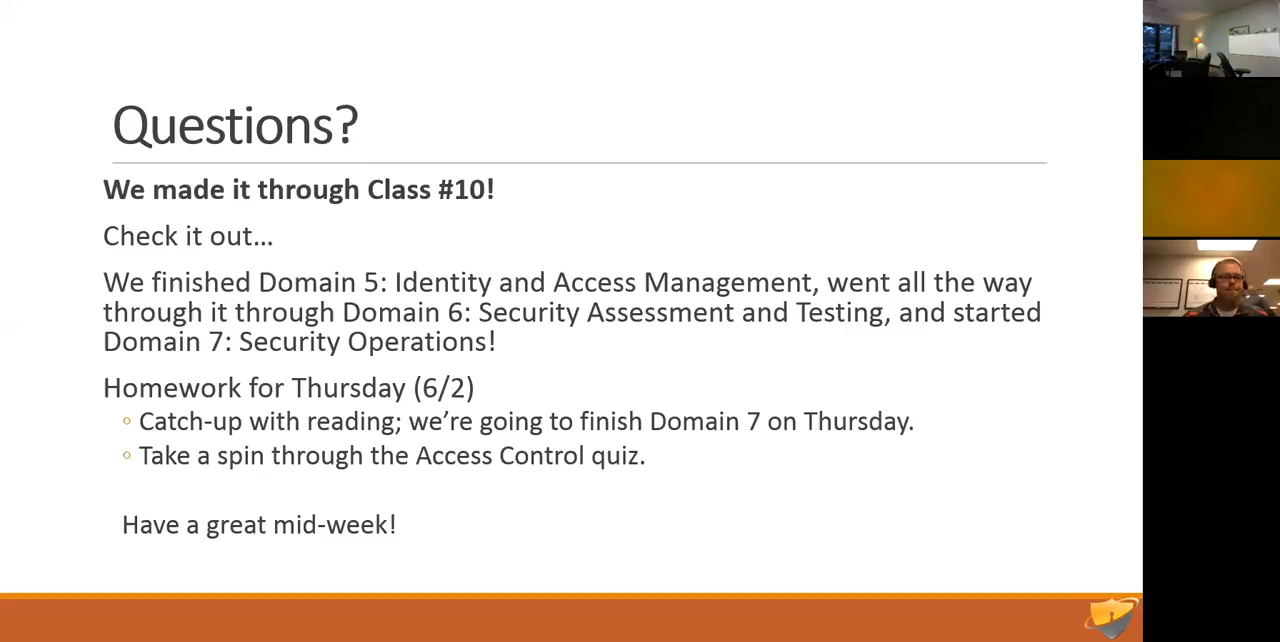 Questions?
We made it through Class #10!
Check it out…
We finished Domain 5: Identity and Access Management, went all the way
through it through Domain 6: Security Assessment and Testing, and started
Domain 7: Security Operations!
Homework for Thursday (6/2)
◦ Catch-up with reading; we’re going to finish Domain 7 on Thursday.
◦ Take a spin through the Access Control quiz.
Have a great mid-week!